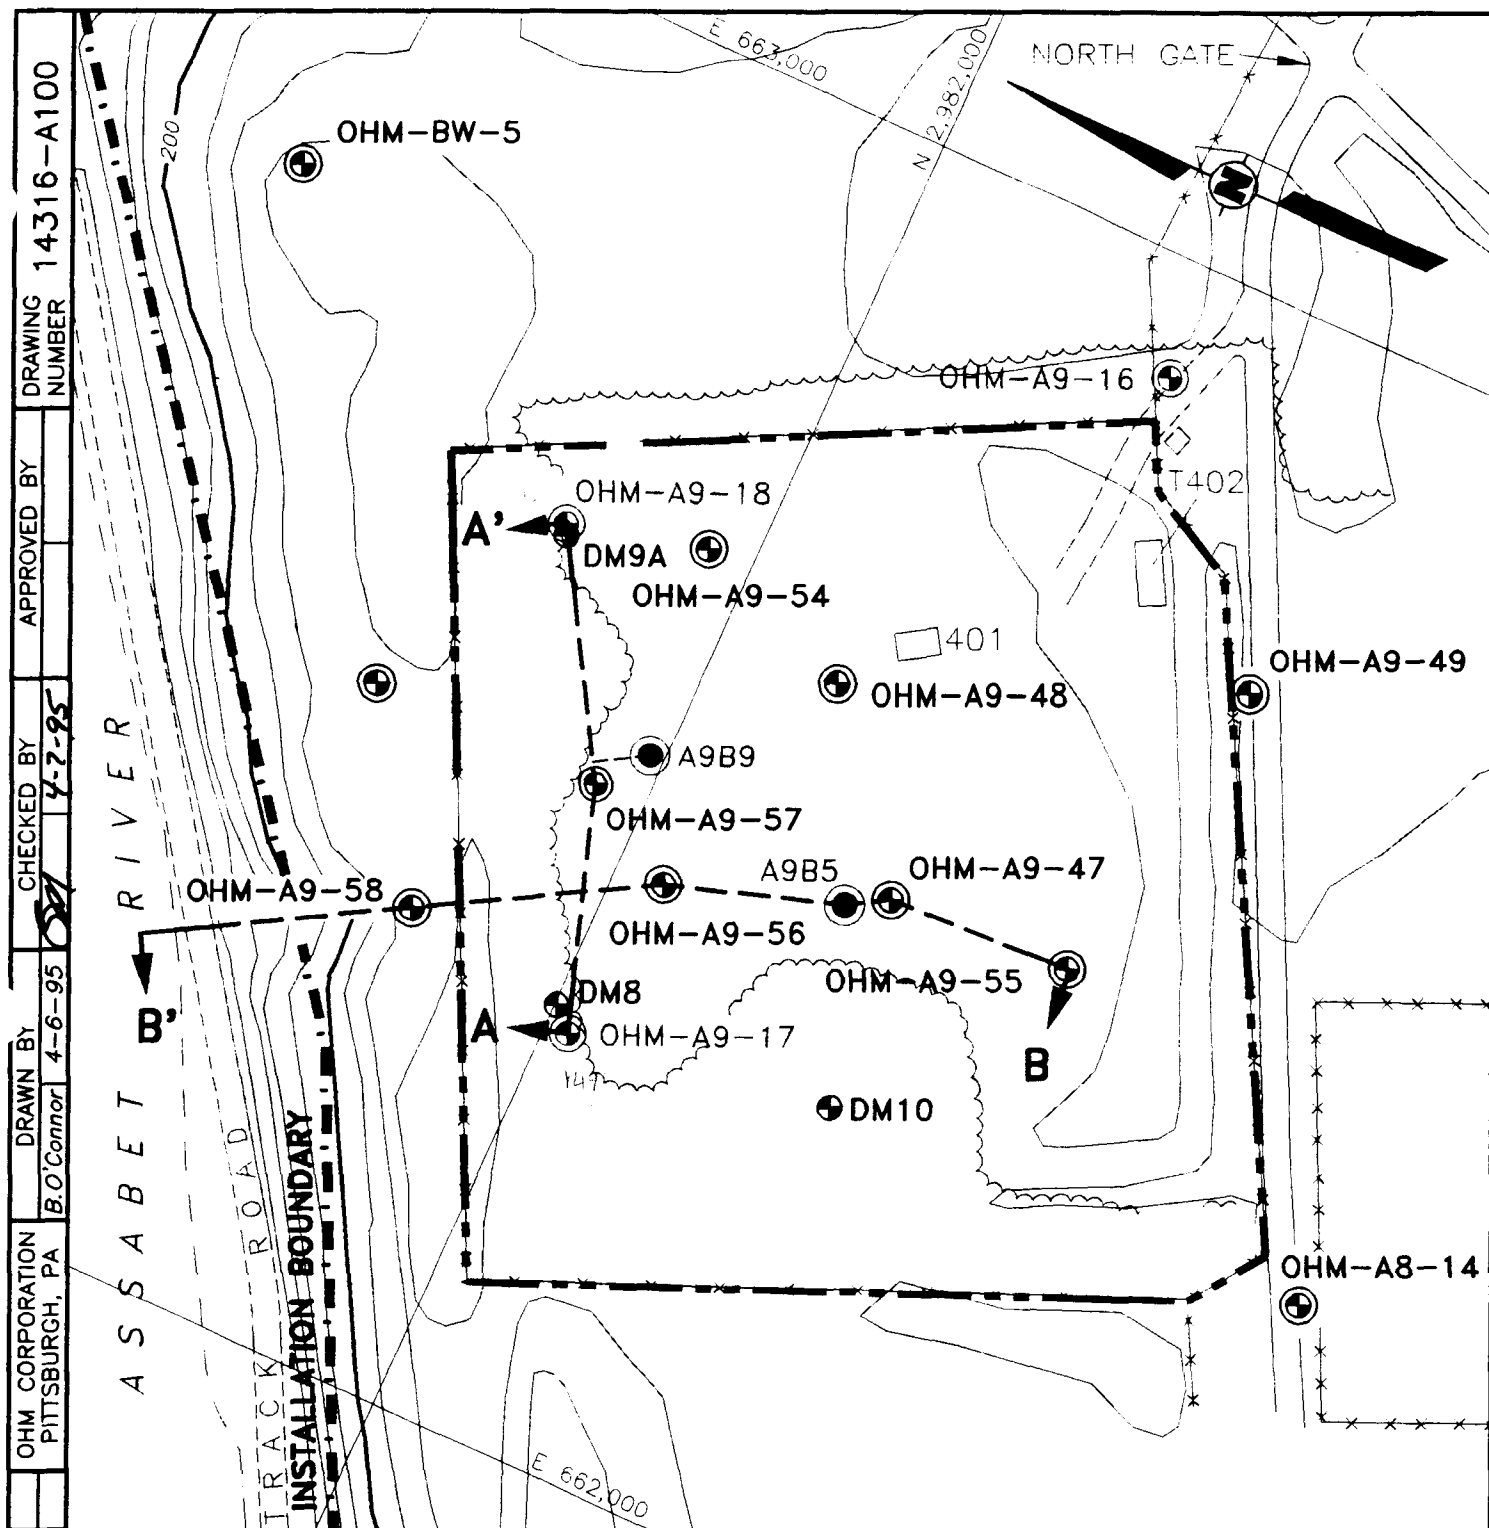 DRAWING NUMBER 14316-A100
APPROVED BY
CHECKED BY
4-7-95
DRAWN BY
B.O'Connor 4-6-95
OHM CORPORATION
PITTSBURGH, PA
E 663,000
N 2,982,000
NORTH GATE
N
200
OHM-BW-5
OHM-A9-16
T402
OHM-A9-18
A'
DM9A
OHM-A9-54
401
OHM-A9-49
OHM-A9-48
A9B9
OHM-A9-57
A9B5
OHM-A9-47
OHM-A9-58
OHM-A9-56
OHM-A9-55
B'
DM8
A
OHM-A9-17
B
DM10
ASSABET RIVER
TRACK ROAD
INSTALLATION BOUNDARY
OHM-A8-14
E 662,000